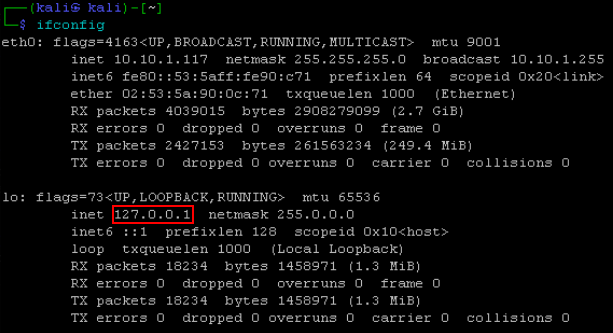 ┌──(kali㉿kali)-[~]
└─$ ifconfig
eth0: flags=4163<UP,BROADCAST,RUNNING,MULTICAST>  mtu 9001
inet 10.10.1.117  netmask 255.255.255.0  broadcast 10.10.1.255
inet6 fe80::53:5aff:fe90:c71  prefixlen 64  scopeid 0x20<link>
ether 02:53:5a:90:0c:71  txqueuelen 1000  (Ethernet)
RX packets 4039015  bytes 2908279099 (2.7 GiB)
RX errors 0  dropped 0  overruns 0  frame 0
TX packets 2427153  bytes 261563234 (249.4 MiB)
TX errors 0  dropped 0 overruns 0  carrier 0  collisions 0
lo: flags=73<UP,LOOPBACK,RUNNING>  mtu 65536
inet 127.0.0.1  netmask 255.0.0.0
inet6 ::1  prefixlen 128  scopeid 0x10<host>
loop  txqueuelen 1000  (Local Loopback)
RX packets 18234  bytes 1458971 (1.3 MiB)
RX errors 0  dropped 0  overruns 0  frame 0
TX packets 18234  bytes 1458971 (1.3 MiB)
TX errors 0  dropped 0 overruns 0  carrier 0  collisions 0